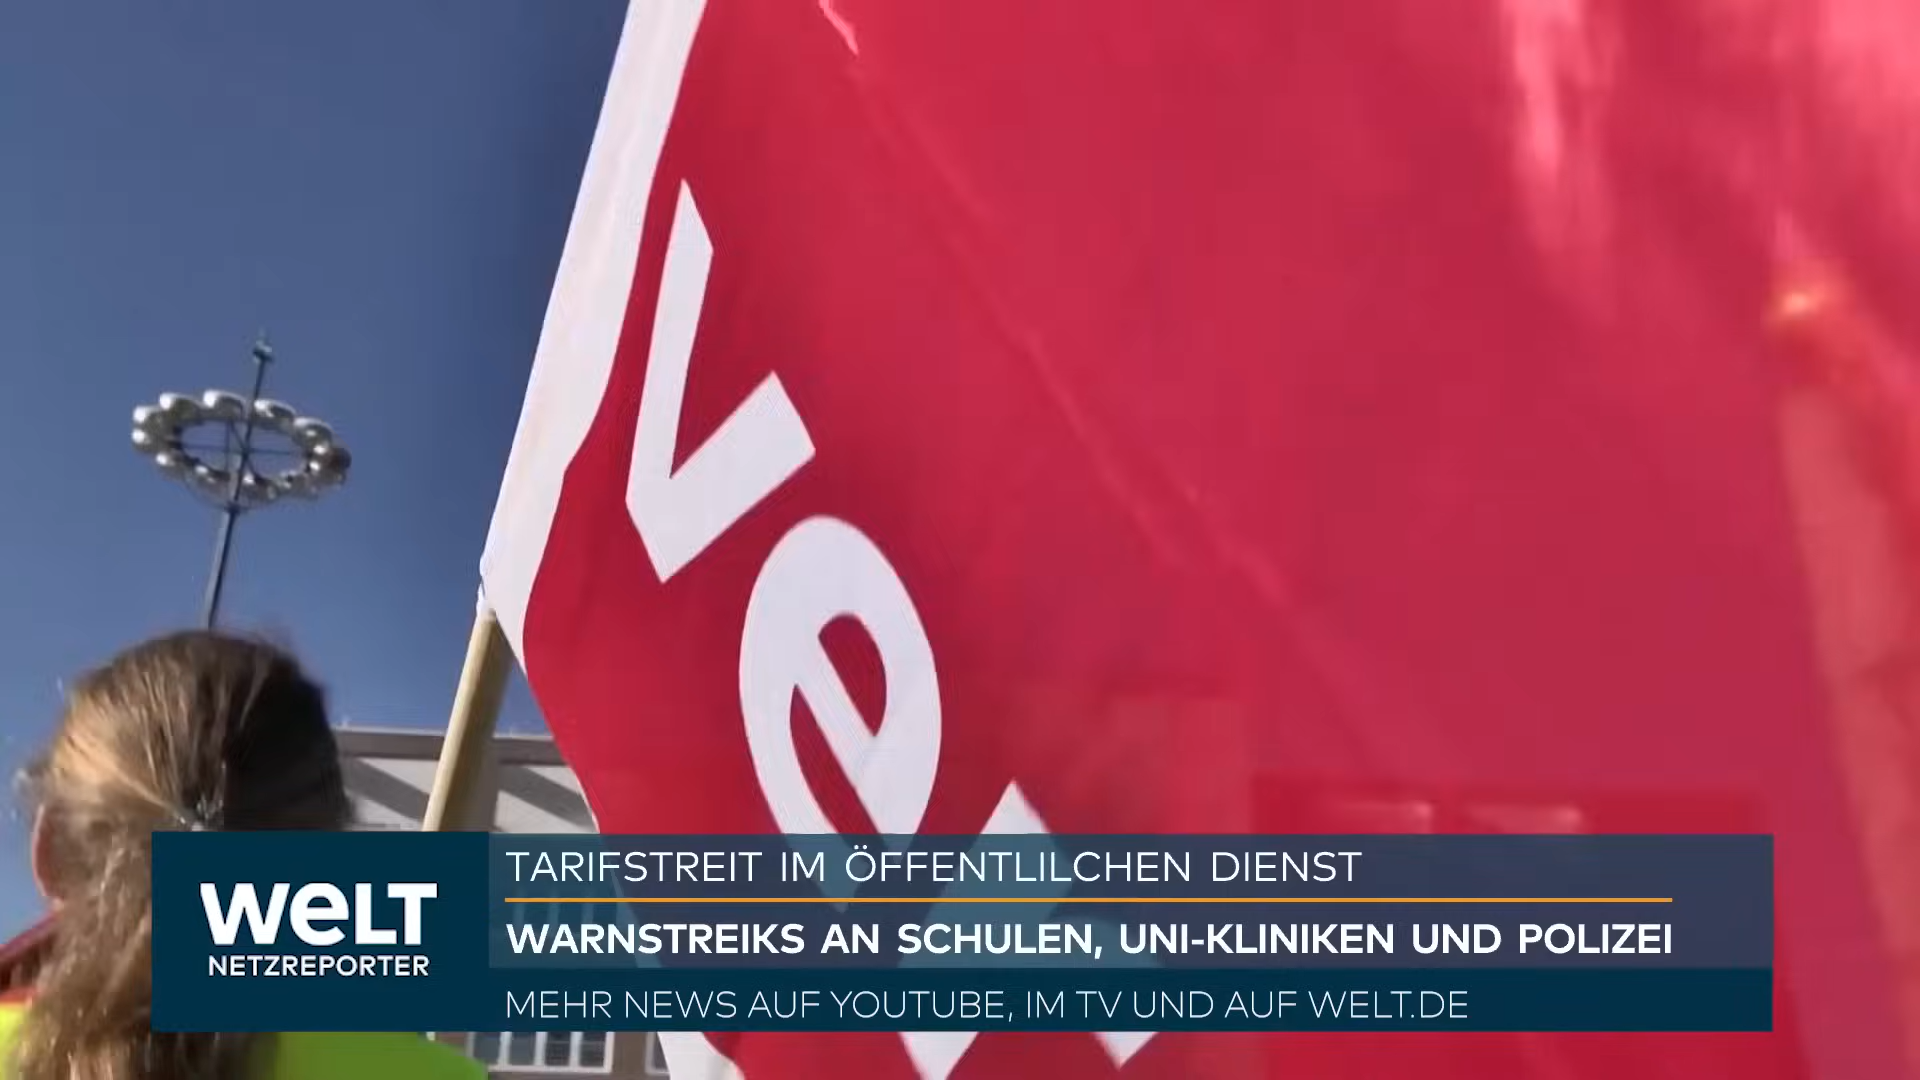 ve
TARIFSTREIT IM ÖFFENTLILCHEN DIENST
WELT
NETZREPORTER
WARNSTREIKS AN SCHULEN, UNI-KLINIKEN UND POLIZEI
MEHR NEWS AUF YOUTUBE, IM TV UND AUF WELT.DE